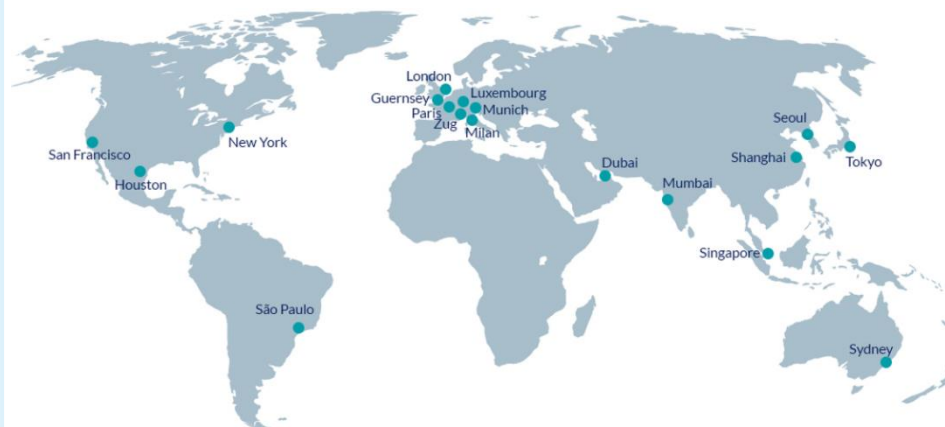 London
Guernsey
Luxembourg
Paris
Munich
Zug
Milan
New York
San Francisco
Houston
São Paulo
Dubai
Mumbai
Seoul
Shanghai
Tokyo
Singapore
Sydney